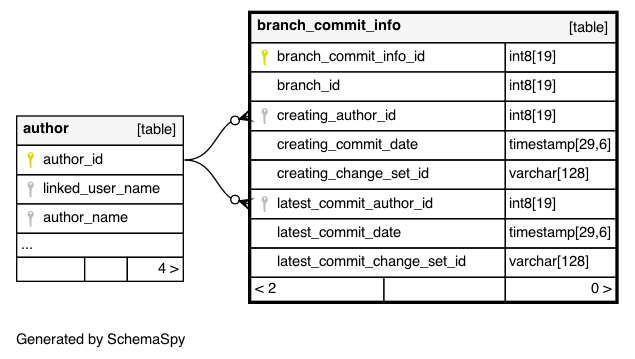 branch_commit_info [table]
branch_commit_info_id int8[19]
branch_id int8[19]
creating_author_id int8[19]
creating_commit_date timestamp[29,6]
creating_change_set_id varchar[128]
latest_commit_author_id int8[19]
latest_commit_date timestamp[29,6]
latest_commit_change_set_id varchar[128]
< 2 0 >
author [table]
author_id
linked_user_name
author_name
...
4 >
Generated by SchemaSpy